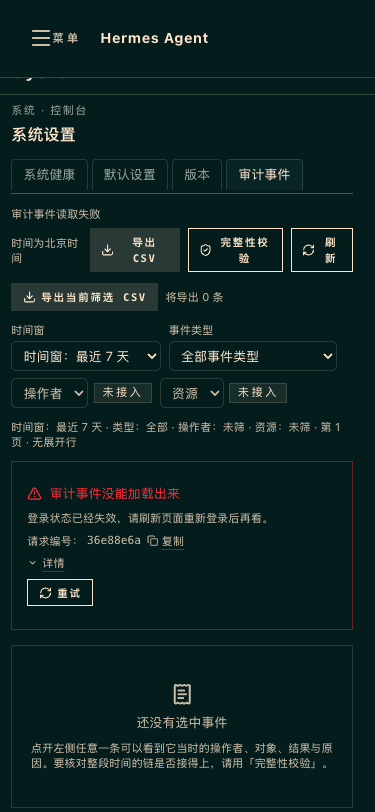 菜单
Hermes Agent
系统 · 控制台
系统设置
系统健康
默认设置
版本
审计事件
审计事件读取失败
时间为北京时
间
导出
CSV
完整性校
验
刷
新
导出当前筛选 CSV
将导出 0 条
时间窗
事件类型
时间窗：最近 7 天
全部事件类型
操作者
未接入
资源
未接入
时间窗：最近 7 天 · 类型：全部 · 操作者：未筛 · 资源：未筛 · 第 1
页 · 无展开行
审计事件没能加载出来
登录状态已经失效，请刷新页面重新登录后再看。
请求编号： 36e88e6a 复制
详情
重试
还没有选中事件
点开左侧任意一条可以看到它当时的操作者、对象、结果与原
因。要核对整段时间的链是否接得上，请用「完整性校验」。